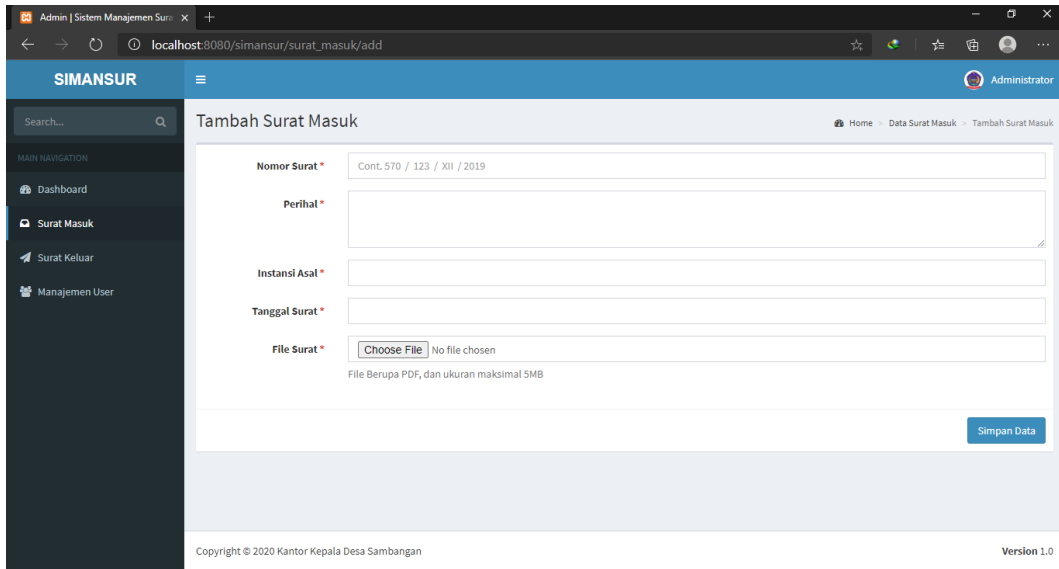 Admin | Sistem Manajemen Sura
localhost:8080/simansur/surat_masuk/add
SIMANSUR
Administrator
Search...
Tambah Surat Masuk
Home > Data Surat Masuk > Tambah Surat Masuk
MAIN NAVIGATION
Dashboard
Surat Masuk
Surat Keluar
Manajemen User
Nomor Surat *
Cont. 570 / 123 / XII / 2019
Perihal *
Instansi Asal *
Tanggal Surat *
File Surat *
Choose File No file chosen
File Berupa PDF, dan ukuran maksimal 5MB
Simpan Data
Copyright © 2020 Kantor Kepala Desa Sambangan
Version 1.0